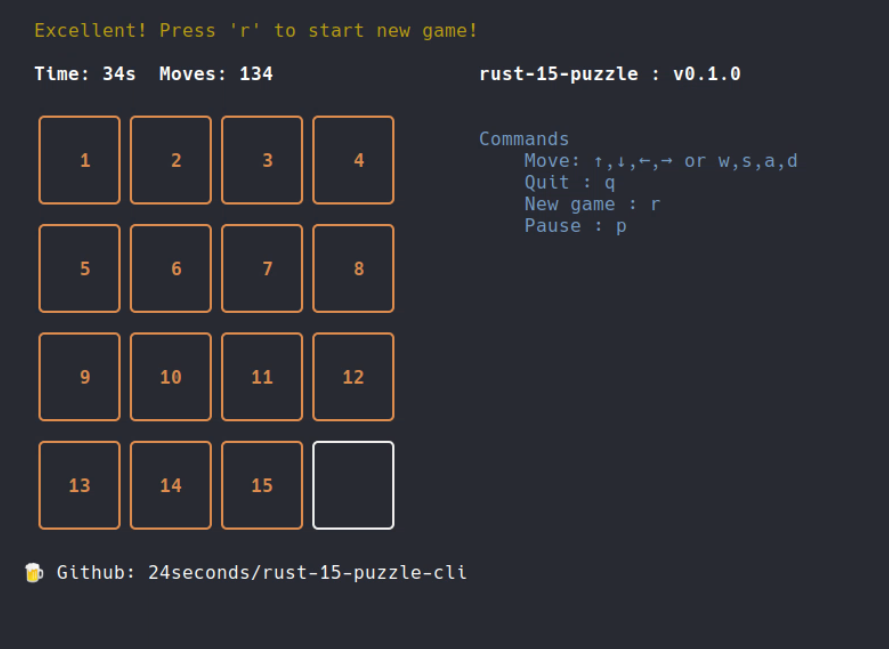 Excellent! Press 'r' to start new game!
Time: 34s  Moves: 134
rust-15-puzzle : v0.1.0
1 2 3 4
5 6 7 8
9 10 11 12
13 14 15
Commands
Move: ↑,↓,←,→ or w,s,a,d
Quit : q
New game : r
Pause : p
Github: 24seconds/rust-15-puzzle-cli